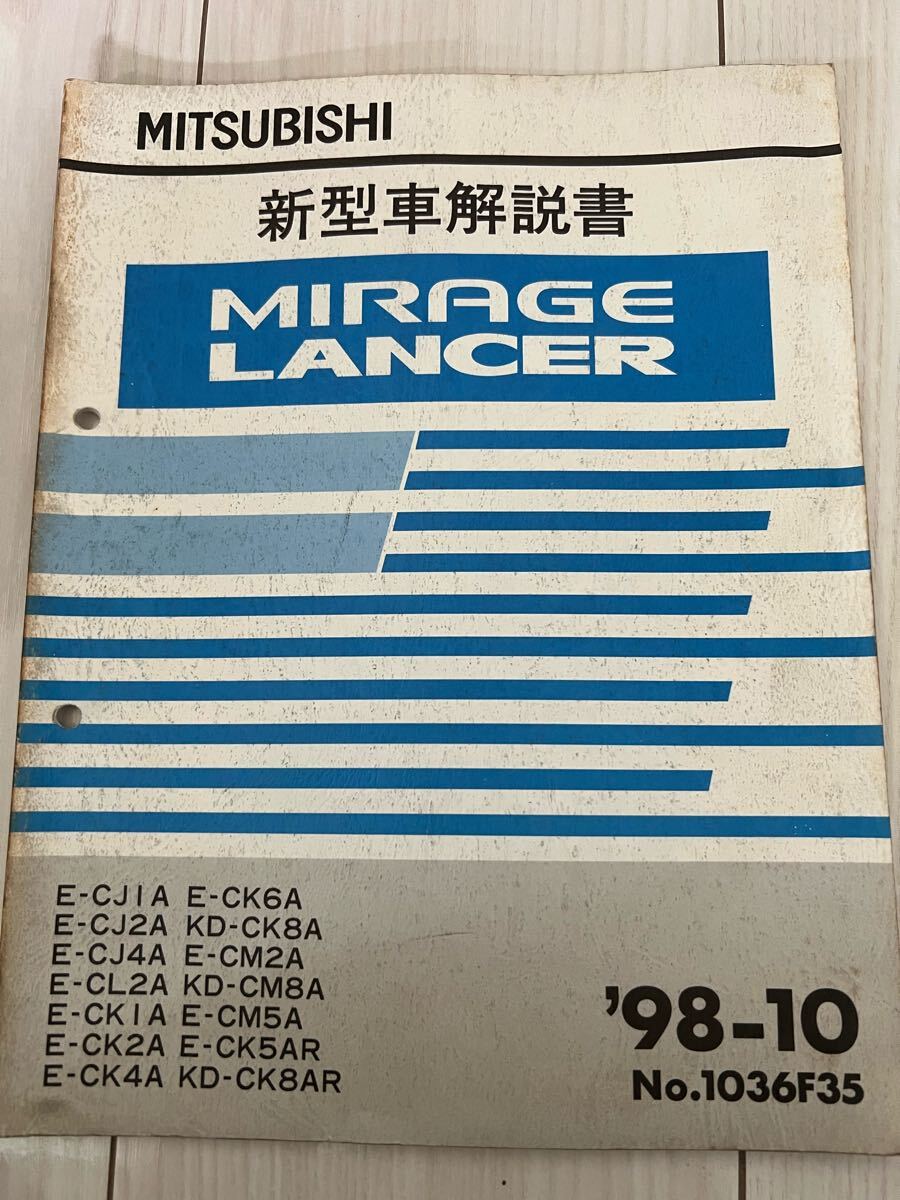 MITSUBISHI
新型車解説書
MIRAGE
LANCER
E-CJ1A E-CK6A
E-CJ2A KD-CK8A
E-CJ4A E-CM2A
E-CL2A KD-CM8A
E-CK1A E-CM5A
E-CK2A E-CK5AR
E-CK4A KD-CK8AR
'98-10
No.1036F35